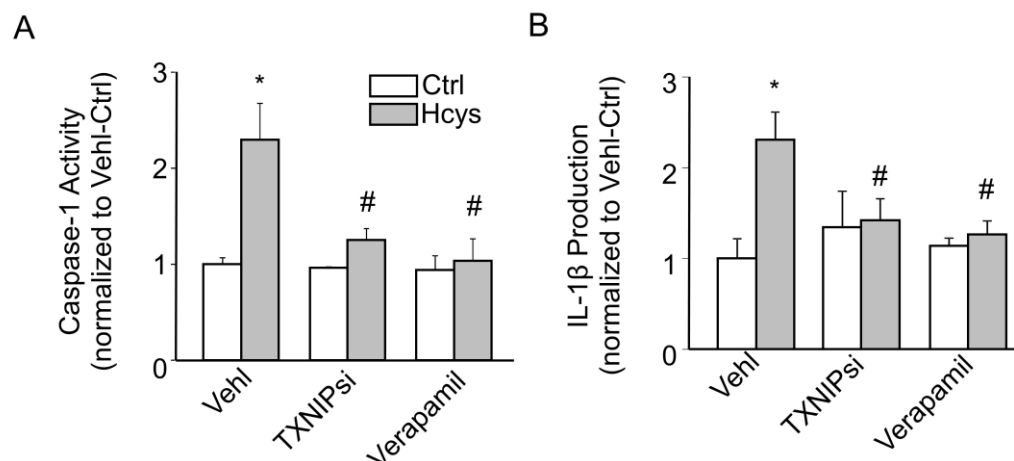 A
Caspase-1 Activity
(normalized to Vehl-Ctrl)
3
2
1
0
*
#
#
Ctrl
Hcys
Vehl
TXNIPsi
Verapamil
B
IL-1β Production
(normalized to Vehl-Ctrl)
3
2
1
0
*
#
#
Vehl
TXNIPsi
Verapamil